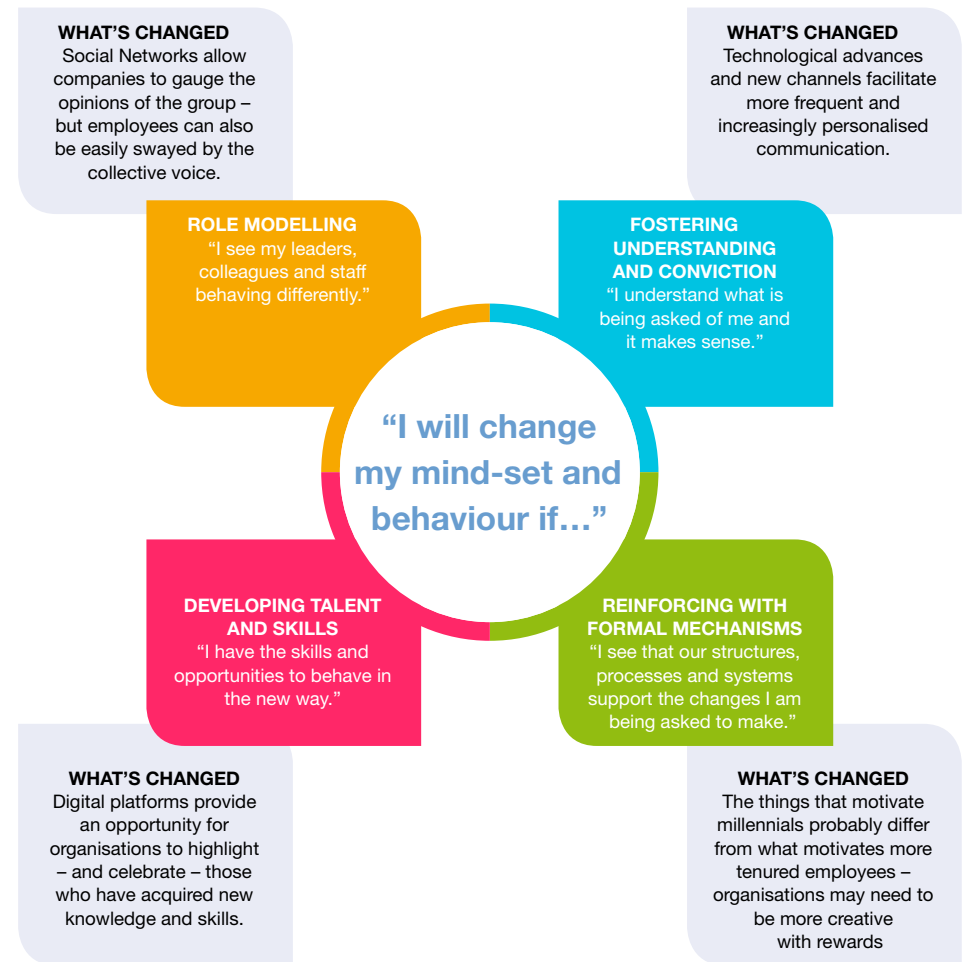 WHAT'S CHANGED
Social Networks allow
companies to gauge the
opinions of the group –
but employees can also
be easily swayed by the
collective voice.
WHAT'S CHANGED
Technological advances
and new channels facilitate
more frequent and
increasingly personalised
communication.
ROLE MODELLING
“I see my leaders,
colleagues and staff
behaving differently.”
FOSTERING
UNDERSTANDING
AND CONVICTION
“I understand what is
being asked of me and
it makes sense.”
“I will change
my mind-set and
behaviour if…”
DEVELOPING TALENT
AND SKILLS
“I have the skills and
opportunities to behave in
the new way.”
REINFORCING WITH
FORMAL MECHANISMS
“I see that our structures,
processes and systems
support the changes I am
being asked to make.”
WHAT'S CHANGED
Digital platforms provide
an opportunity for
organisations to highlight
– and celebrate – those
who have acquired new
knowledge and skills.
WHAT'S CHANGED
The things that motivate
millennials probably differ
from what motivates more
tenured employees –
organisations may need to
be more creative
with rewards